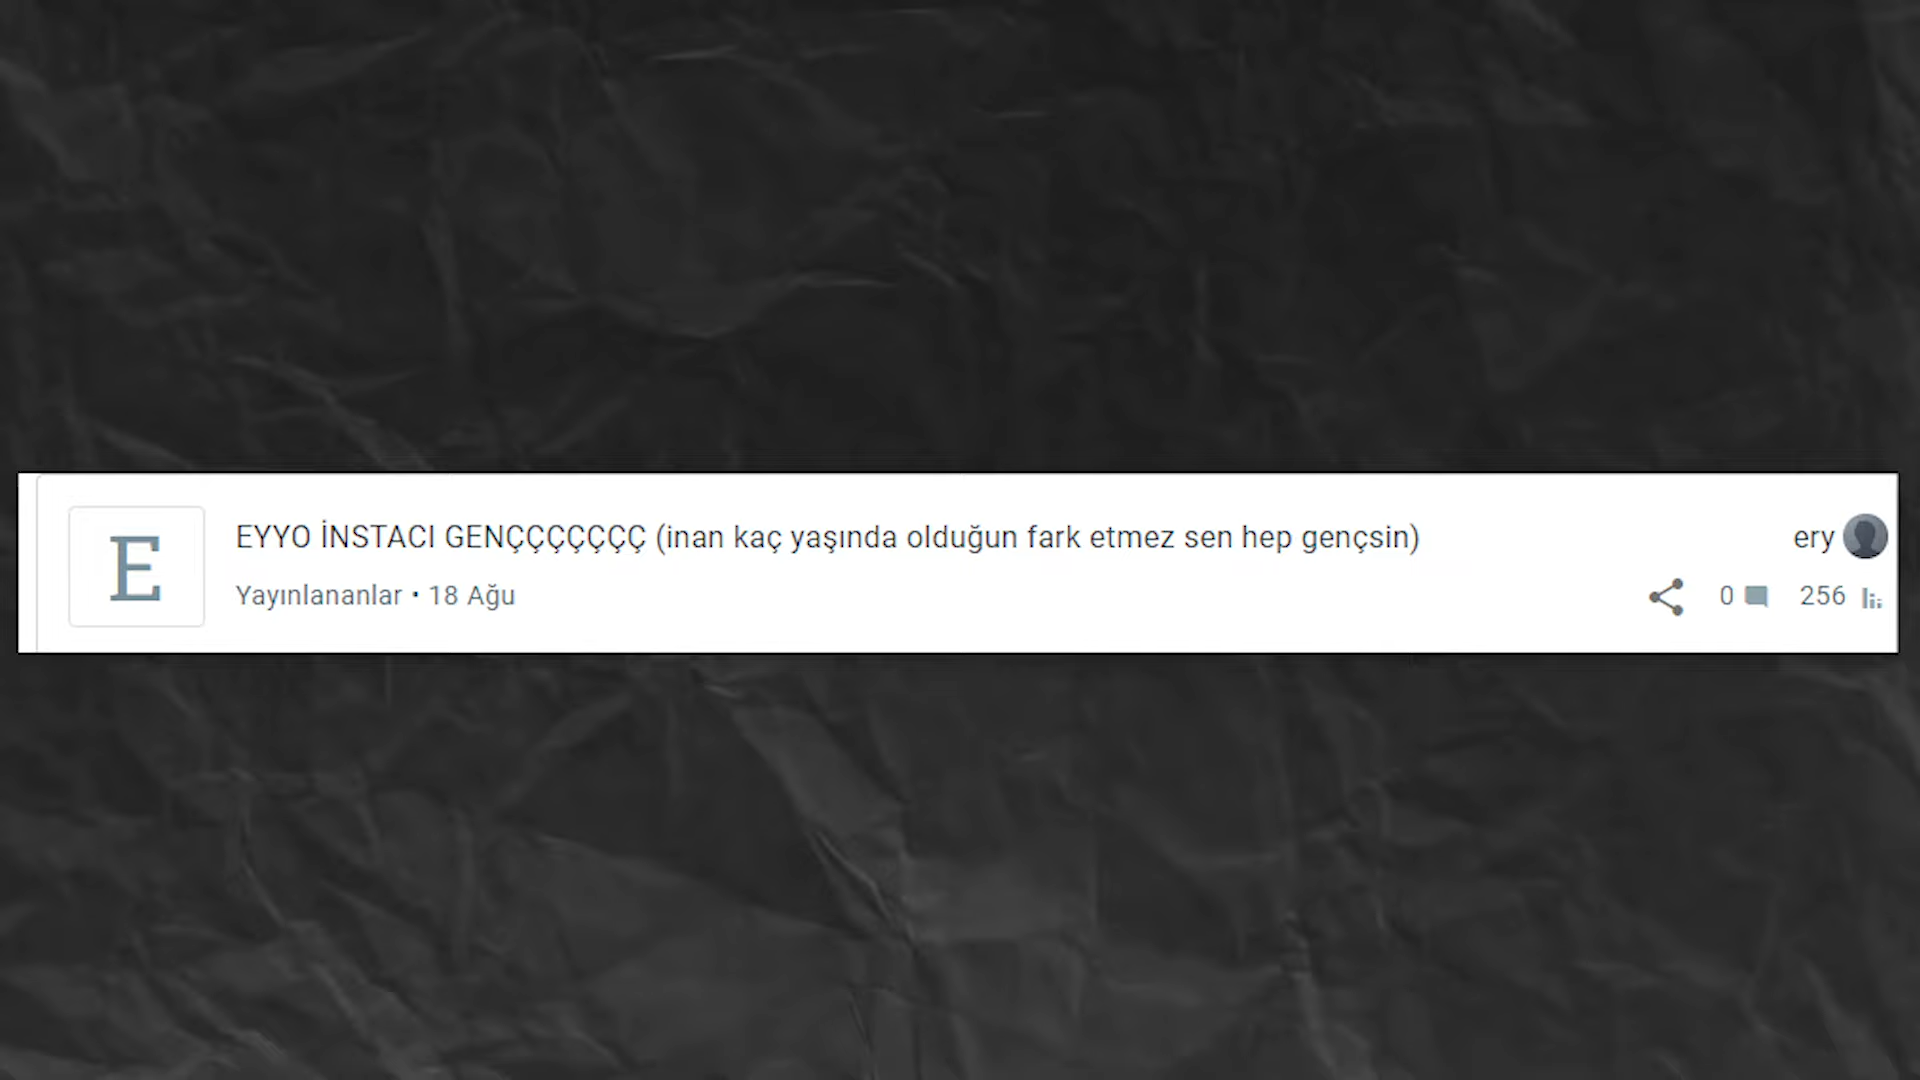 E
EYYO İNSTACI GENÇÇÇÇÇÇÇ (inan kaç yaşında olduğun fark etmez sen hep gençsin)
ery
Yayınlananlar • 18 Ağu
0
256